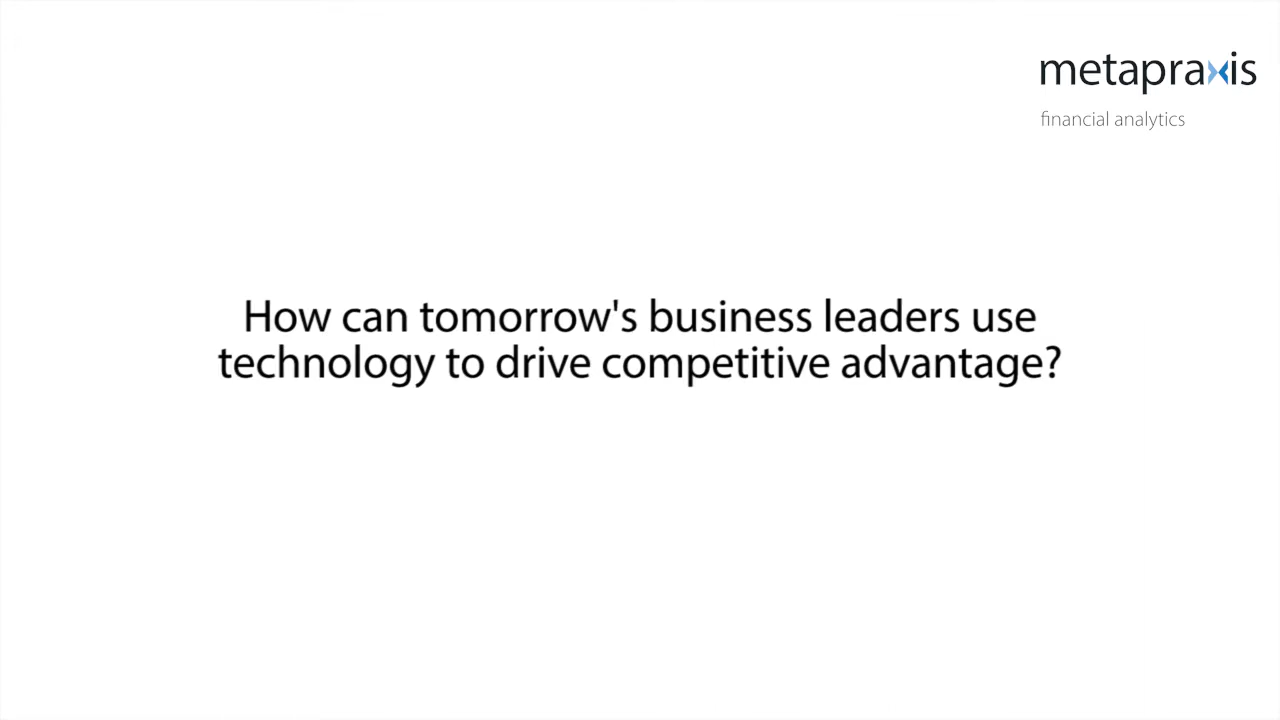 metapraxis
financial analytics
How can tomorrow's business leaders use
technology to drive competitive advantage?